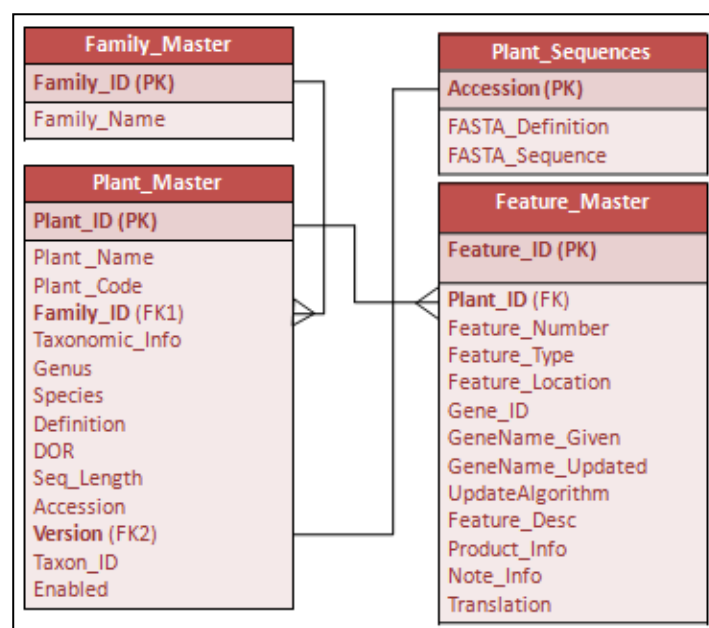 Family_Master
Family_ID (PK)
Family_Name
Plant_Master
Plant_ID (PK)
Plant _Name
Plant _Code
Family_ID (FK1)
Taxonomic_Info
Genus
Species
Definition
DOR
Seq_Length
Accession
Version (FK2)
Taxon_ID
Enabled
Plant_Sequences
Accession (PK)
FASTA_Definition
FASTA_Sequence
Feature_Master
Feature_ID (PK)
Plant_ID (FK)
Feature_Number
Feature_Type
Feature_Location
Gene_ID
GeneName_Given
GeneName_Updated
UpdateAlgorithm
Feature_Desc
Product_Info
Note_Info
Translation